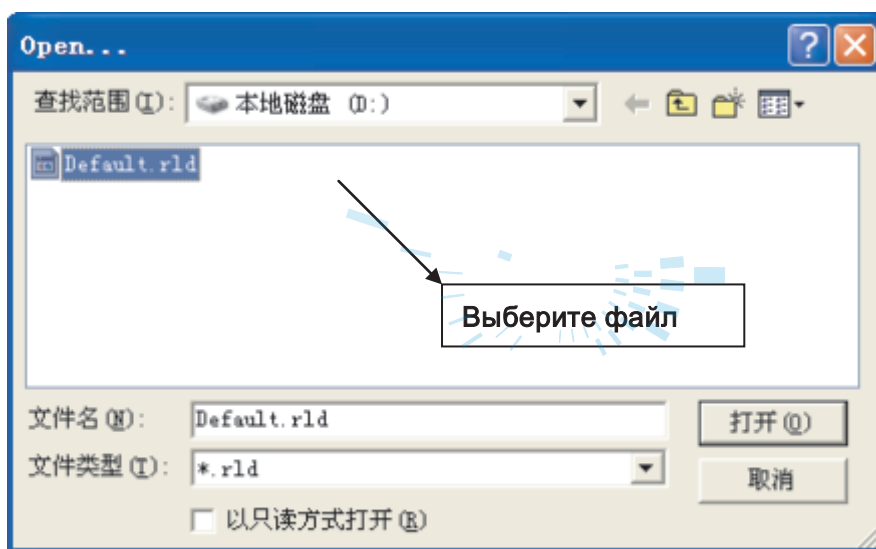 Open...
查找范围(I): 本地磁盘 (D:)
Default.rld
Выберите файл
文件名(N): Default.rld 打开(O)
文件类型(T): *.rld 取消
以只读方式打开(R)